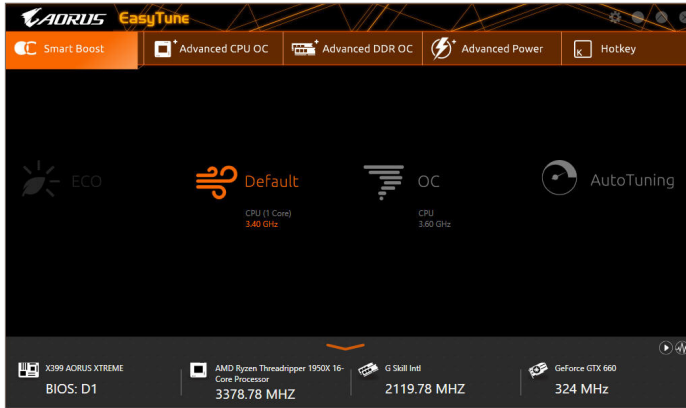 AORUS EasyTune
Smart Boost
Advanced CPU OC
Advanced DDR OC
Advanced Power
K
Hotkey
ECO
Default
CPU (1 Core)
3.40 GHz
OC
CPU
3.60 GHz
AutoTuning
X399 AORUS XTREME
BIOS: D1
AMD Ryzen Threadripper 1950X 16-
Core Processor
3378.78 MHZ
G Skill Intl
2119.78 MHZ
GeForce GTX 660
324 MHz